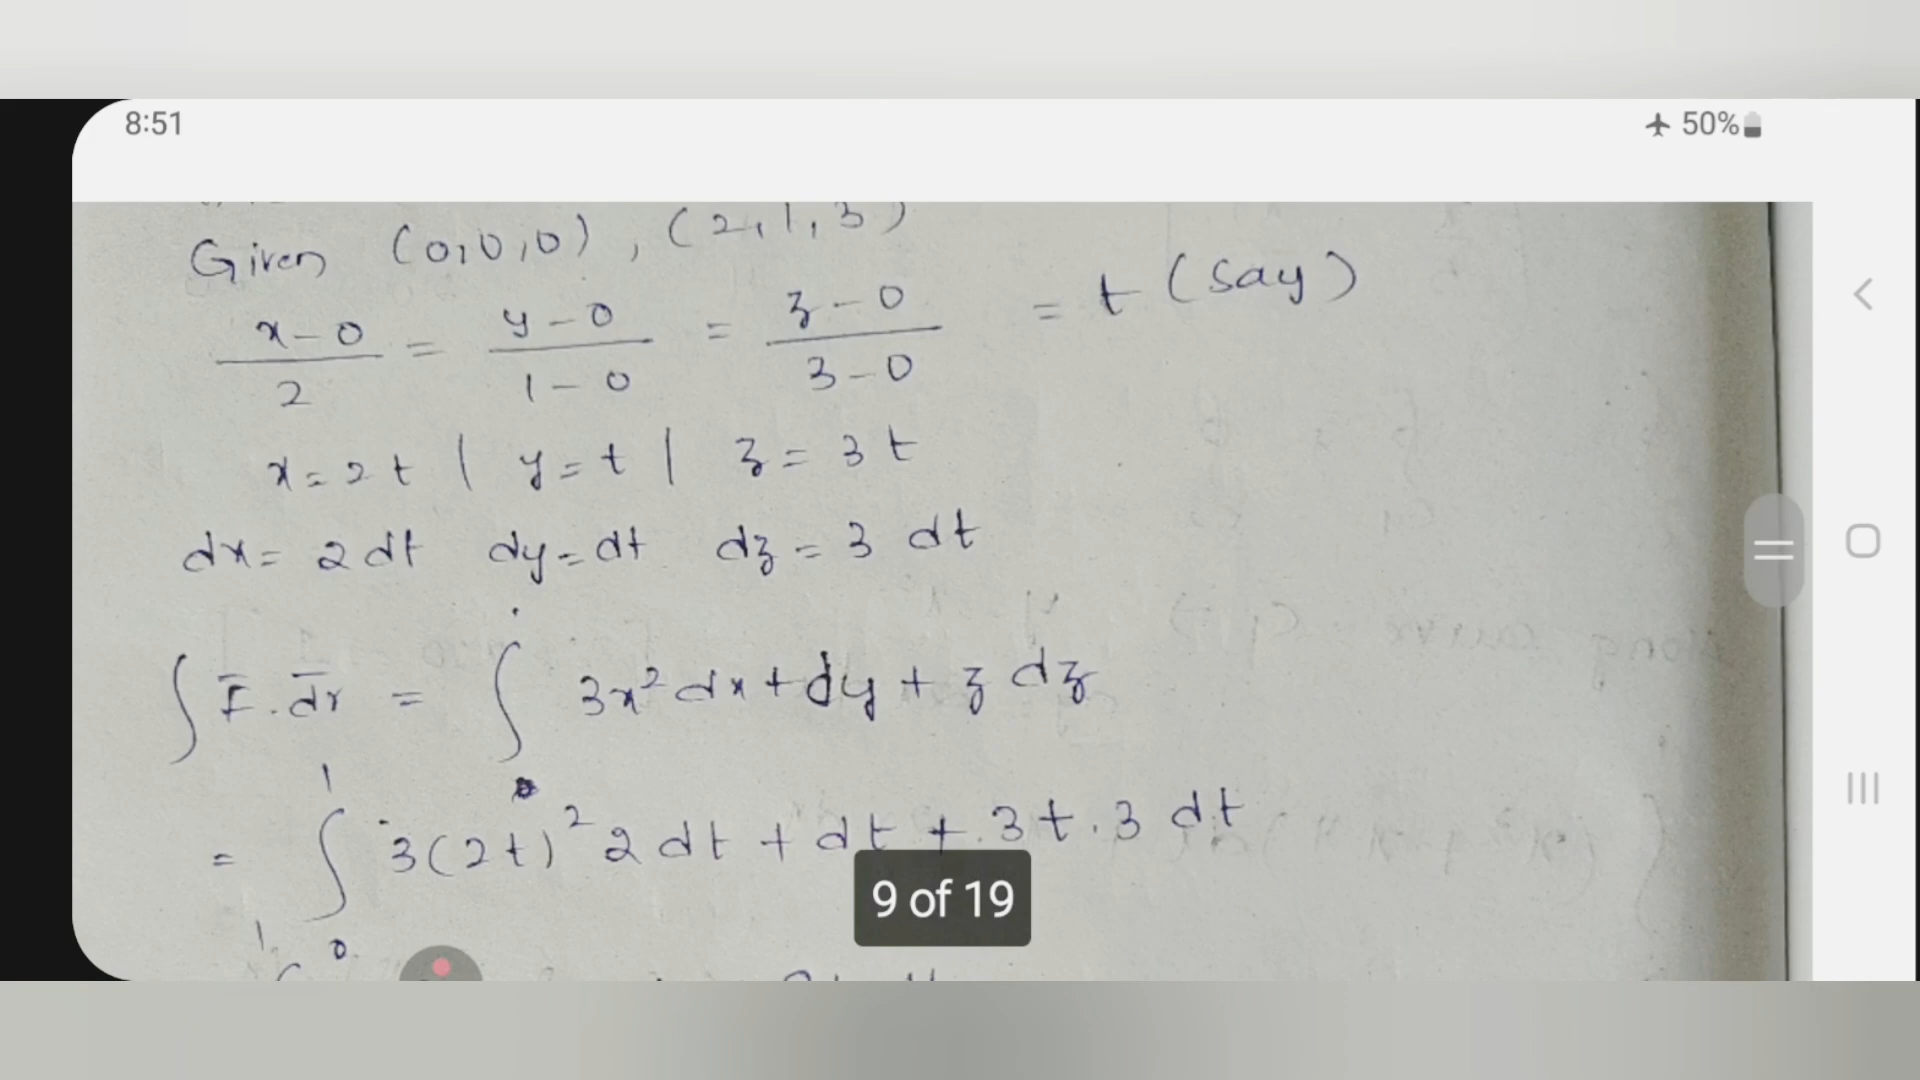 8:51
50%
Given (0,0,0), (2,1,3)
x-0/2 = y-0/1-0 = z-0/3-0 = t (say)
x=2t | y=t | z=3t
dx=2dt dy=dt dz=3 dt
∫F̅.d̅r̅ = ∫ 3x²dx+dy+z dz
= ∫₀¹ 3(2t)² 2dt + dt + 3t.3 dt
9 of 19